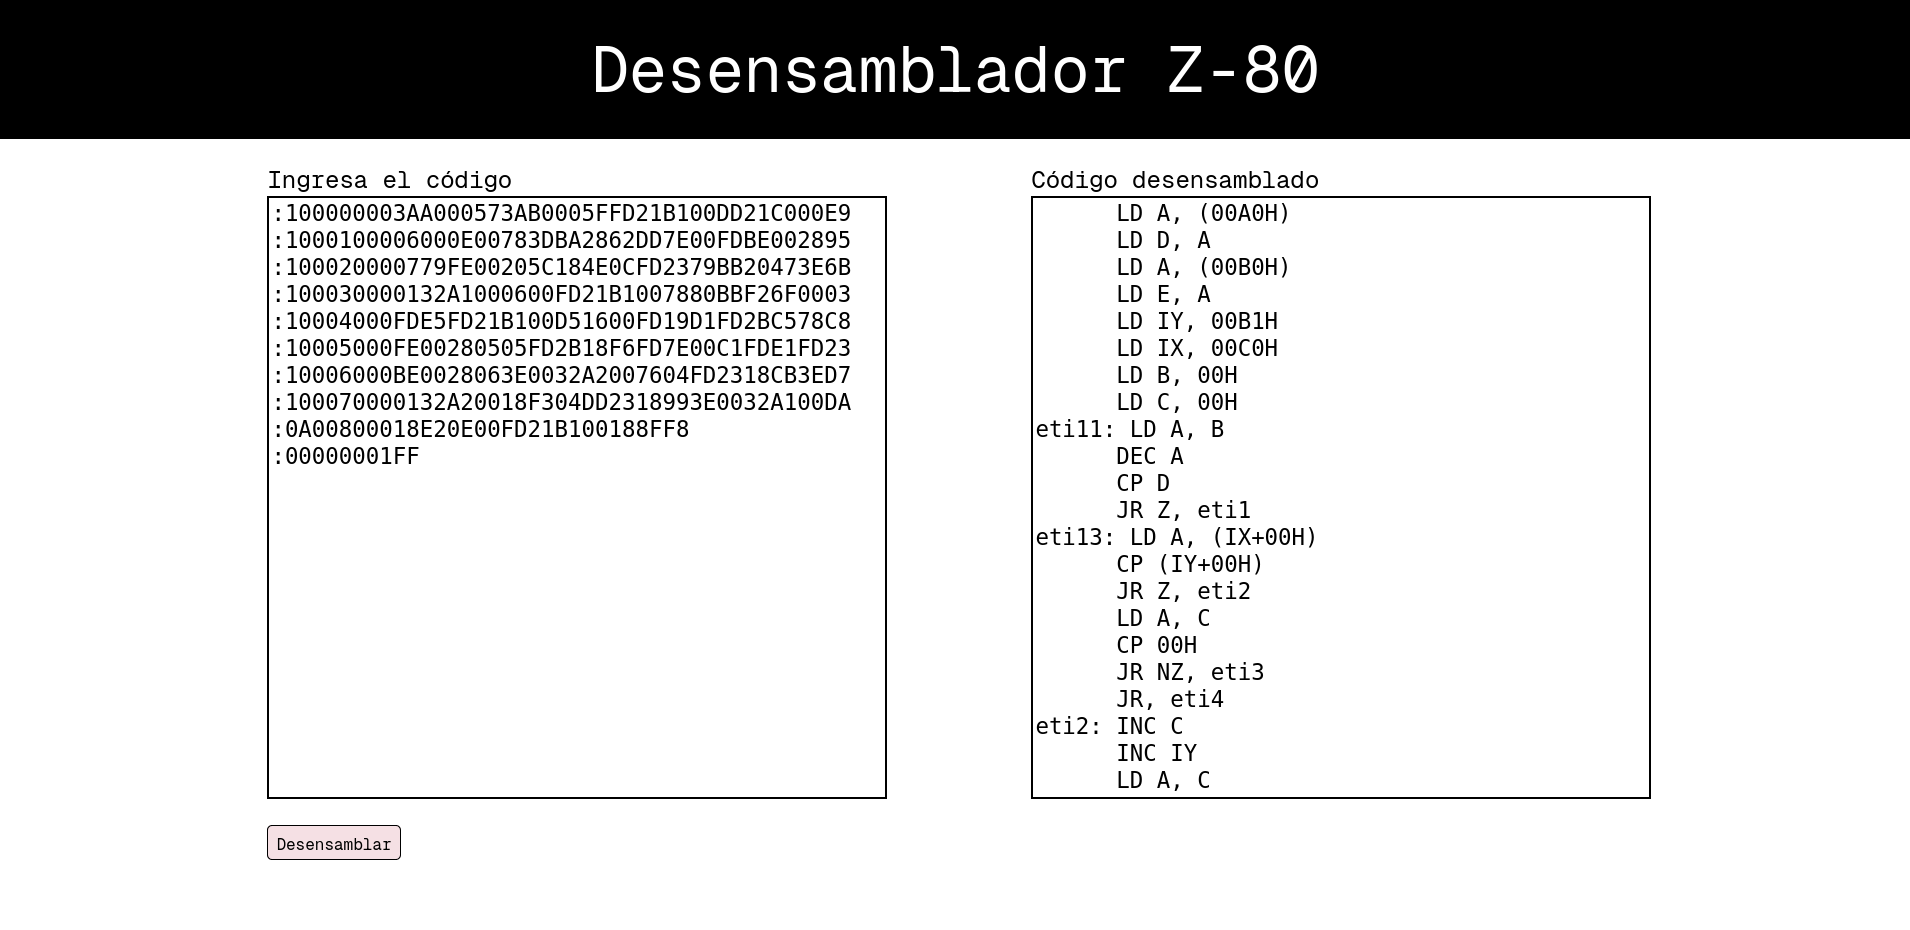 Desensamblador Z-80
Ingresa el código
:100000003AA000573AB0005FFD21B100DD21C000E9
:1000100006000E00783DBA2862DD7E00FDBE002895
:100020000779FE00205C184E0CFD2379BB20473E6B
:100030000132A1000600FD21B1007880BBF26F0003
:10004000FDE5FD21B100D51600FD19D1FD2BC578C8
:10005000FE00280505FD2B18F6FD7E00C1FDE1FD23
:10006000BE0028063E0032A2007604FD2318CB3ED7
:100070000132A20018F304DD2318993E0032A100DA
:0A00800018E20E00FD21B100188FF8
:00000001FF
Desensamblar
Código desensamblado
LD A, (00A0H)
LD D, A
LD A, (00B0H)
LD E, A
LD IY, 00B1H
LD IX, 00C0H
LD B, 00H
LD C, 00H
eti11: LD A, B
DEC A
CP D
JR Z, eti1
eti13: LD A, (IX+00H)
CP (IY+00H)
JR Z, eti2
LD A, C
CP 00H
JR NZ, eti3
JR, eti4
eti2: INC C
INC IY
LD A, C